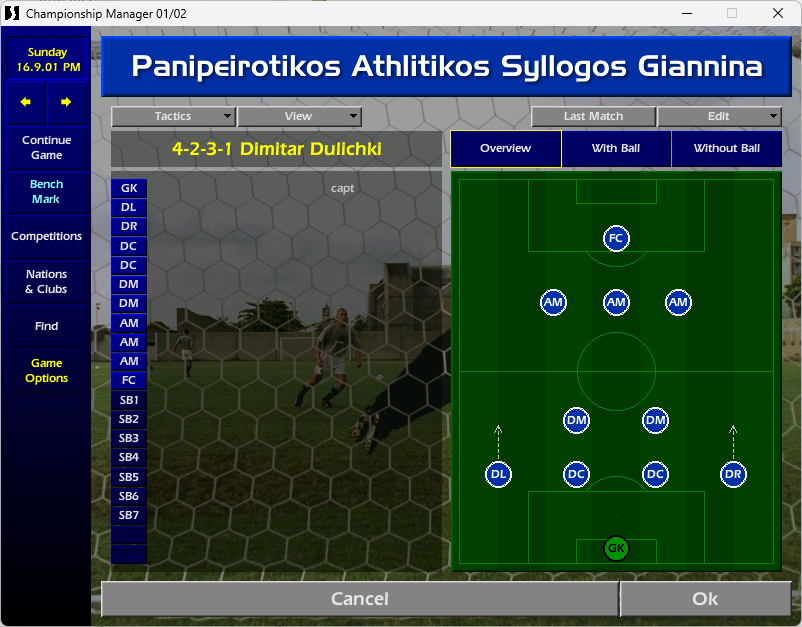 Championship Manager 01/02
Sunday
16.9.01 PM
Continue
Game
Bench
Mark
Competitions
Nations
& Clubs
Find
Game
Options
Panipeirotikos Athlitikos Syllogos Giannina
Tactics View Last Match Edit
4-2-3-1 Dimitar Dulichki
Overview With Ball Without Ball
GK capt
DL
DR
DC
DC
DM
DM
AM
AM
AM
FC
SB1
SB2
SB3
SB4
SB5
SB6
SB7
FC
AM AM AM
DM DM
DL DC DC DR
GK
Cancel Ok